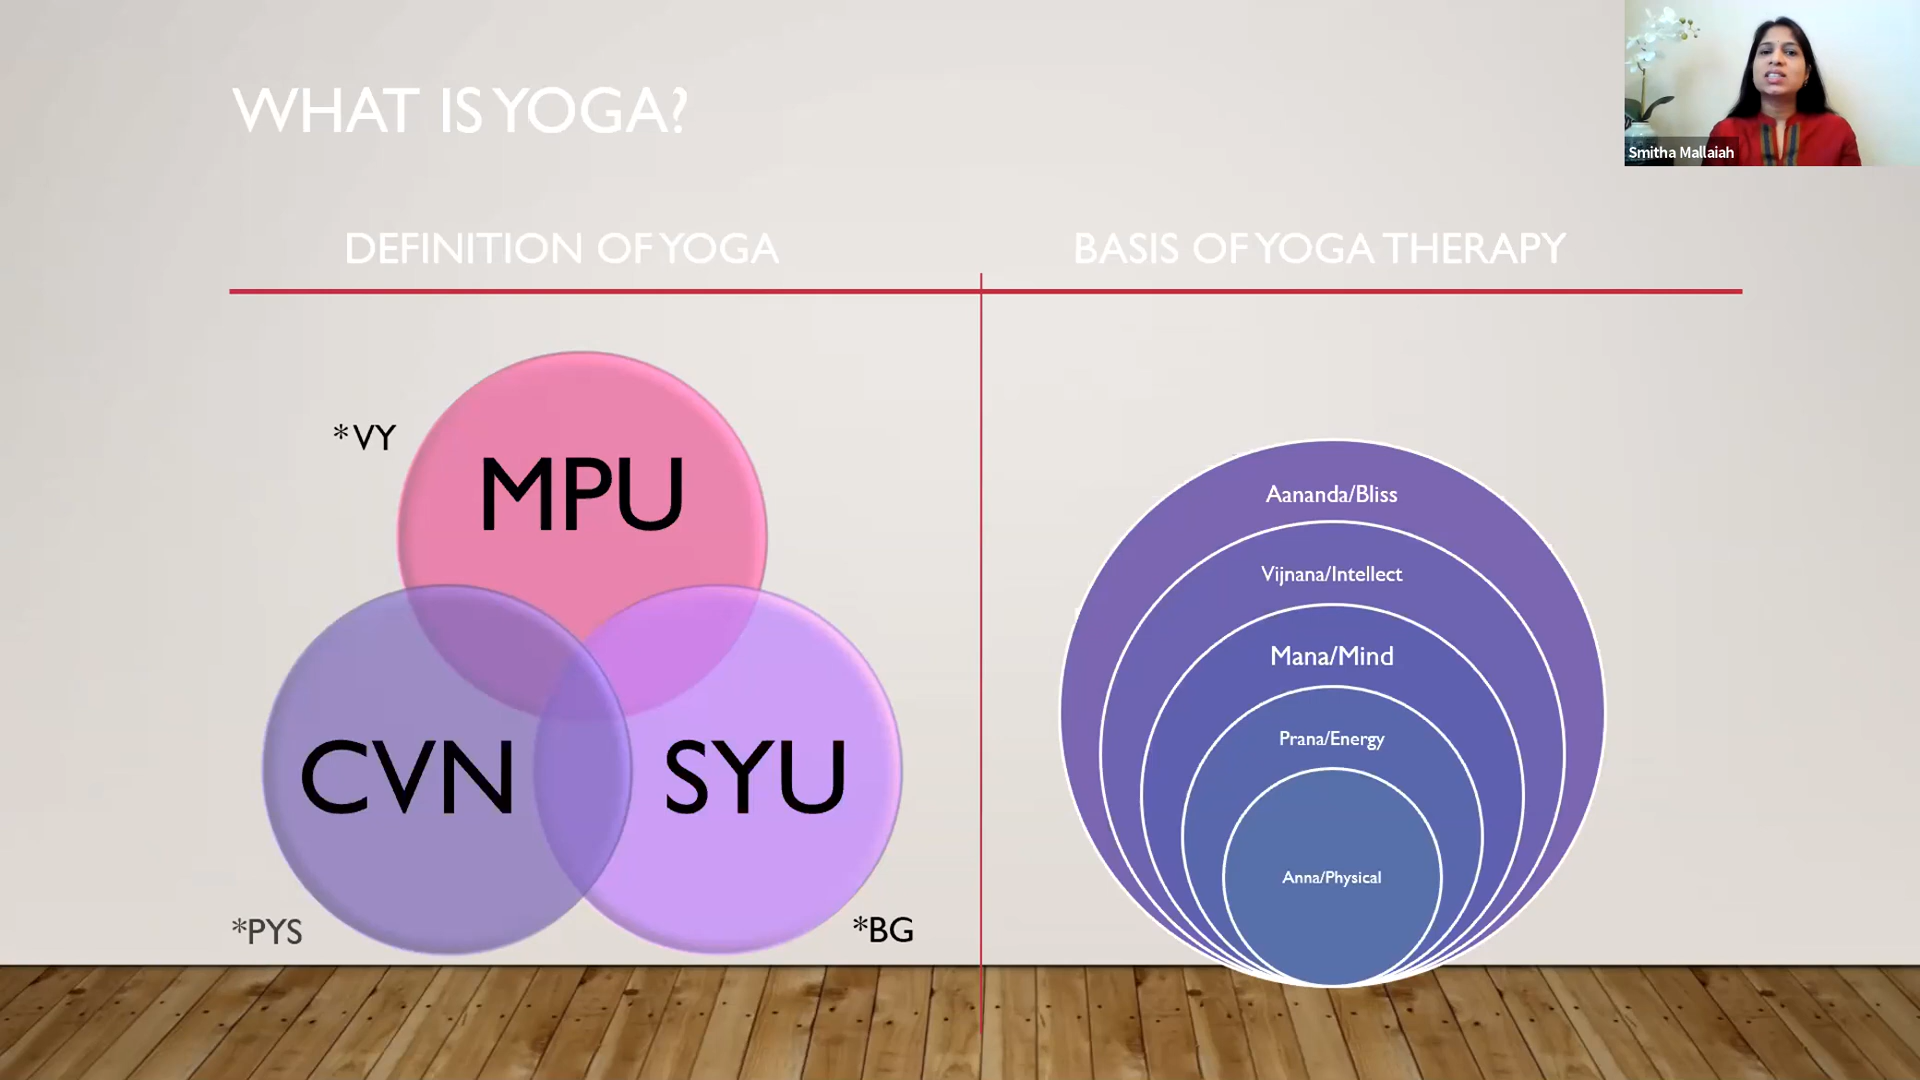 WHAT IS YOGA?
Smitha Mallaiah
DEFINITION OF YOGA
BASIS OF YOGA THERAPY
*VY
MPU
CVN
SYU
*PYS
*BG
Aananda/Bliss
Vijnana/Intellect
Mana/Mind
Prana/Energy
Anna/Physical